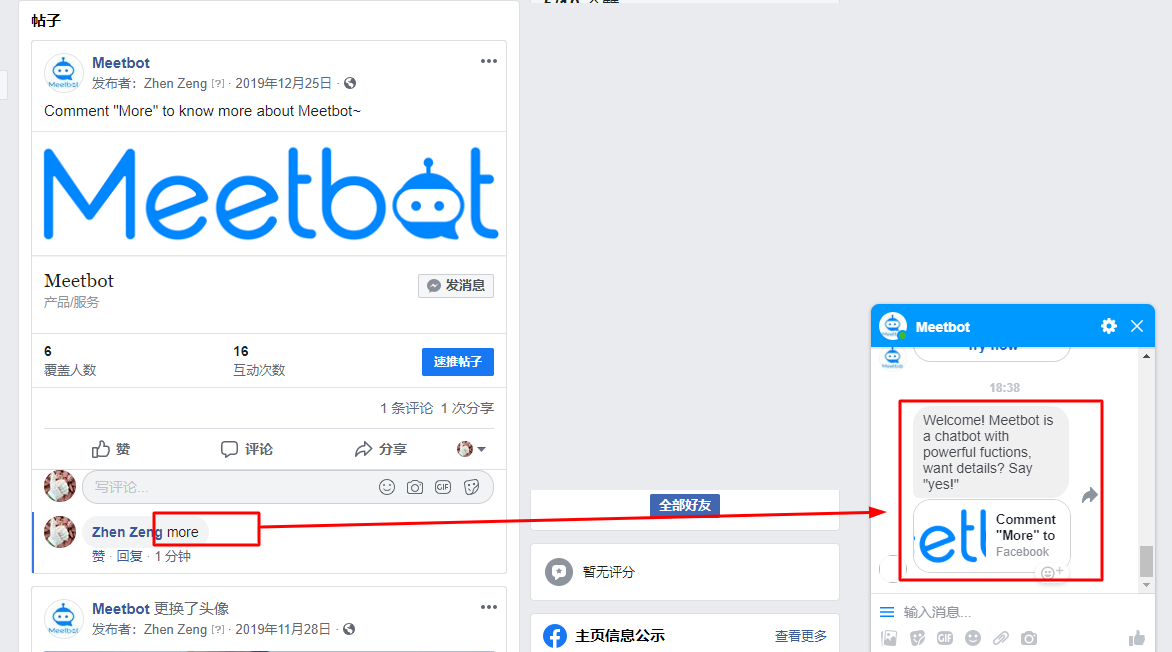 帖子
Meetbot
发布者：Zhen Zeng [?] · 2019年12月25日 ·
Comment "More" to know more about Meetbot~
Meetbot
Meetbot
产品/服务
发消息
6
覆盖人数
16
互动次数
速推帖子
1 条评论 1 次分享
赞
评论
分享
写评论...
GIF
Zhen Zeng more
赞 · 回复 · 1 分钟
Meetbot 更换了头像
发布者：Zhen Zeng [?] · 2019年11月28日 ·
全部好友
暂无评分
主页信息公示
查看更多
Meetbot
Try now
18:38
Welcome! Meetbot is
a chatbot with
powerful fuctions,
want details? Say
"yes!"
Comment
"More" to
Facebook
输入消息...
GIF